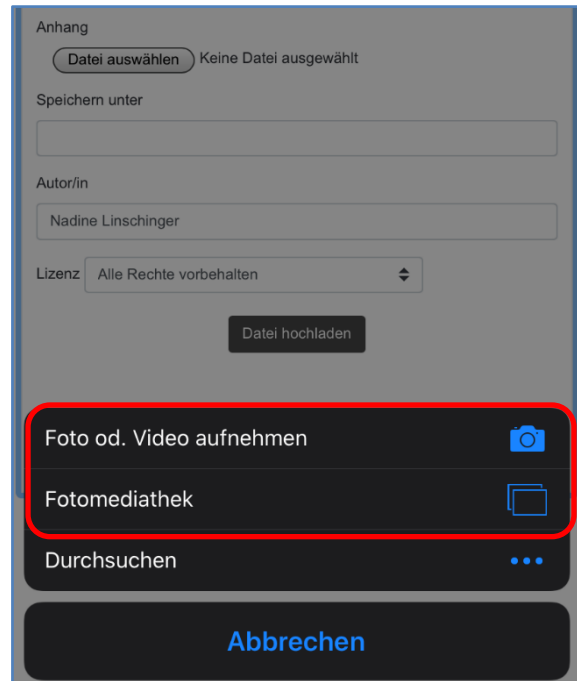 Anhang
Datei auswählen Keine Datei ausgewählt
Speichern unter
Autor/in
Nadine Linschinger
Lizenz Alle Rechte vorbehalten
Datei hochladen
Foto od. Video aufnehmen
Fotomediathek
Durchsuchen
Abbrechen